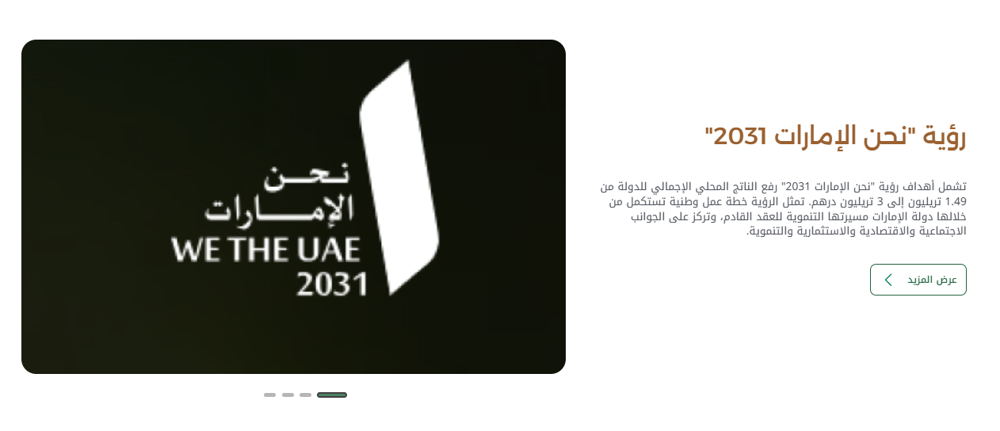 رؤية "نحن الإمارات 2031"
تشمل أهداف رؤية "نحن الإمارات 2031" رفع الناتج المحلي الإجمالي للدولة من
1.49 تريليون إلى 3 تريليون درهم. تمثل الرؤية خطة عمل وطنية تستكمل من
خلالها دولة الإمارات مسيرتها التنموية للعقد القادم، وتركز على الجوانب
الاجتماعية والاقتصادية والاستثمارية والتنموية.
عرض المزيد
نحن
الإمارات
WE THE UAE
2031